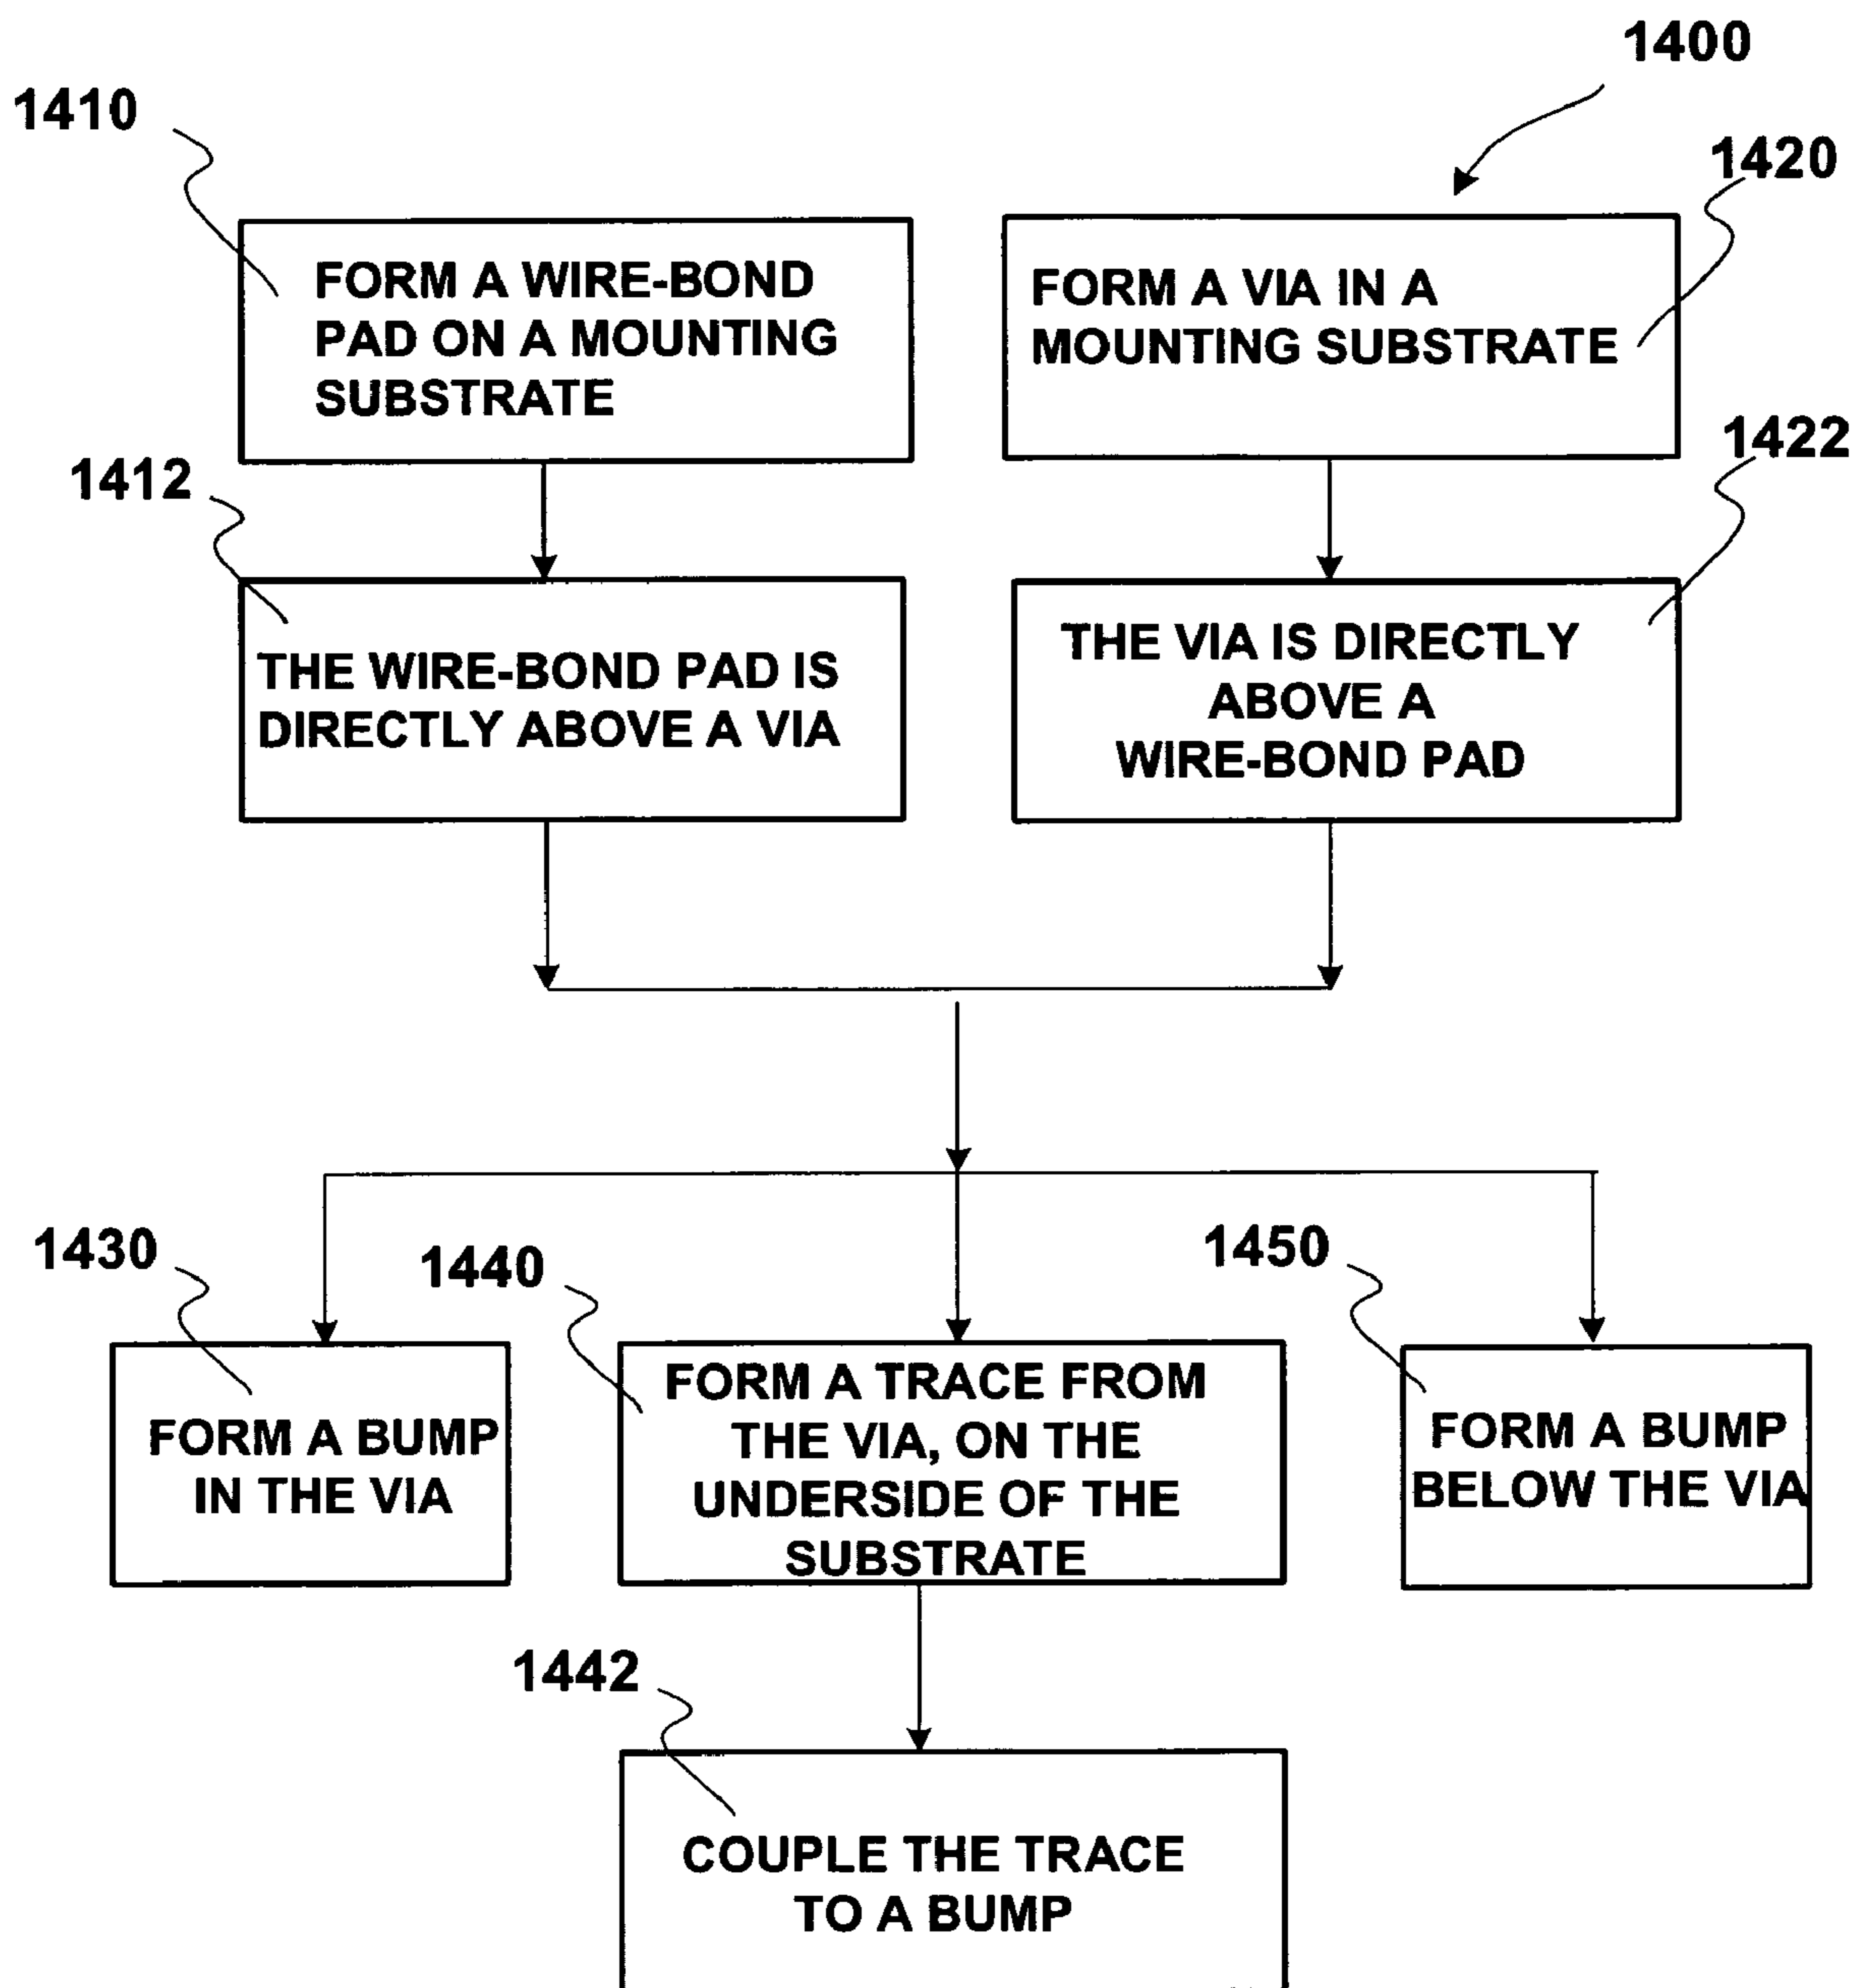 1400
1410
1420
FORM A WIRE-BOND
PAD ON A MOUNTING
SUBSTRATE
FORM A VIA IN A
MOUNTING SUBSTRATE
1412
1422
THE WIRE-BOND PAD IS
DIRECTLY ABOVE A VIA
THE VIA IS DIRECTLY
ABOVE A
WIRE-BOND PAD
1430
1440
1450
FORM A BUMP
IN THE VIA
FORM A TRACE FROM
THE VIA, ON THE
UNDERSIDE OF THE
SUBSTRATE
FORM A BUMP
BELOW THE VIA
1442
COUPLE THE TRACE
TO A BUMP